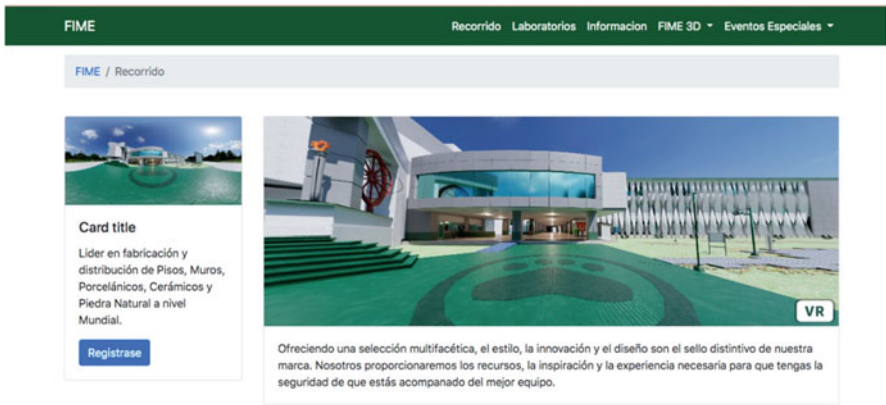 FIME
Recorrido Laboratorios Informacion FIME 3D Eventos Especiales
FIME / Recorrido
Card title
Lider en fabricación y
distribución de Pisos, Muros,
Porcelánicos, Cerámicos y
Piedra Natural a nivel
Mundial.
Registrase
VR
Ofreciendo una selección multifacética, el estilo, la innovación y el diseño son el sello distintivo de nuestra
marca. Nosotros proporcionaremos los recursos, la inspiración y la experiencia necesaria para que tengas la
seguridad de que estás acompanado del mejor equipo.